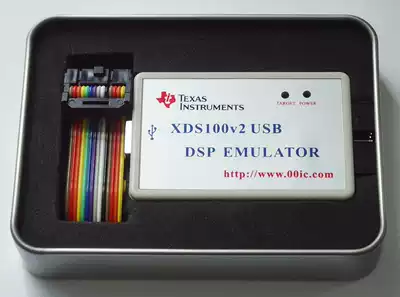 TEXAS
INSTRUMENTS
TARGET POWER
XDS100v2 USB
DSP EMULATOR
http://www.00ic.com